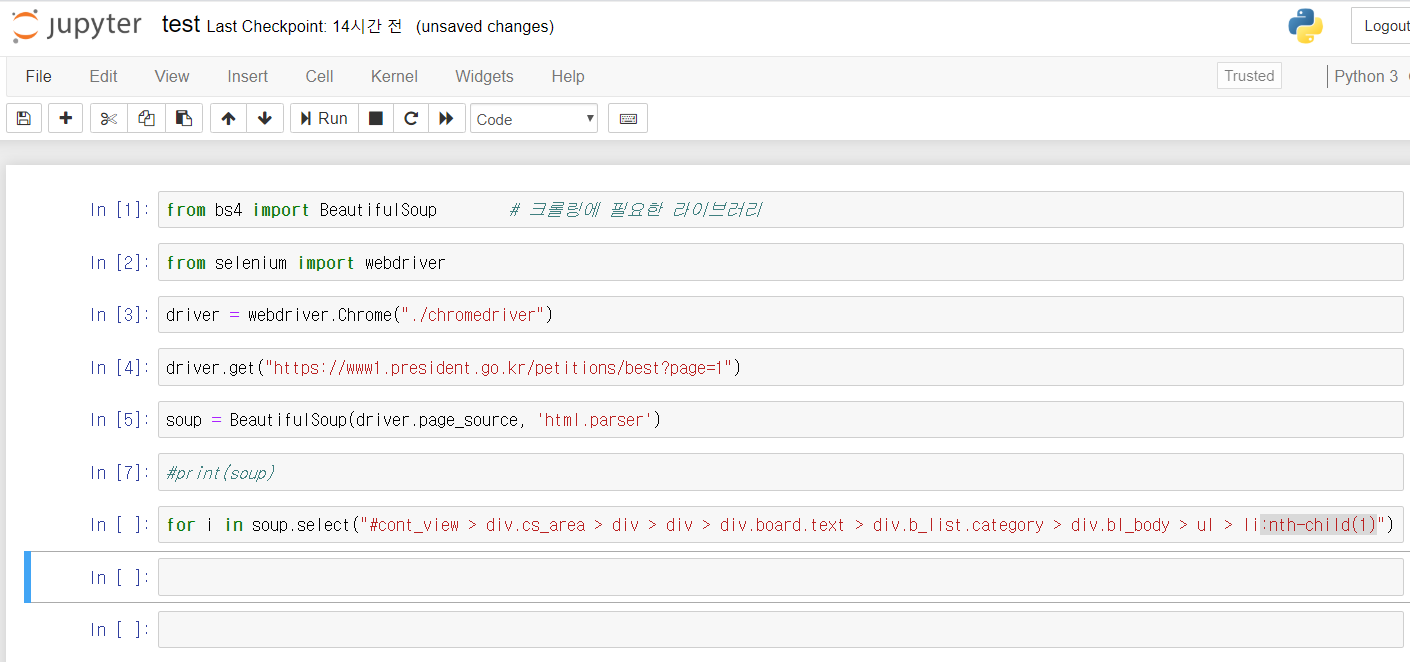 jupyter test Last Checkpoint: 14시간 전 (unsaved changes) Logout
File Edit View Insert Cell Kernel Widgets Help Trusted Python 3
Run Code
In [1]: from bs4 import BeautifulSoup # 크롤링에 필요한 라이브러리
In [2]: from selenium import webdriver
In [3]: driver = webdriver.Chrome("./chromedriver")
In [4]: driver.get("https://www1.president.go.kr/petitions/best?page=1")
In [5]: soup = BeautifulSoup(driver.page_source, 'html.parser')
In [7]: #print(soup)
In [ ]: for i in soup.select("#cont_view > div.cs_area > div > div > div.board.text > div.b_list.category > div.bl_body > ul > li:nth-child(1)")
In [ ]:
In [ ]: